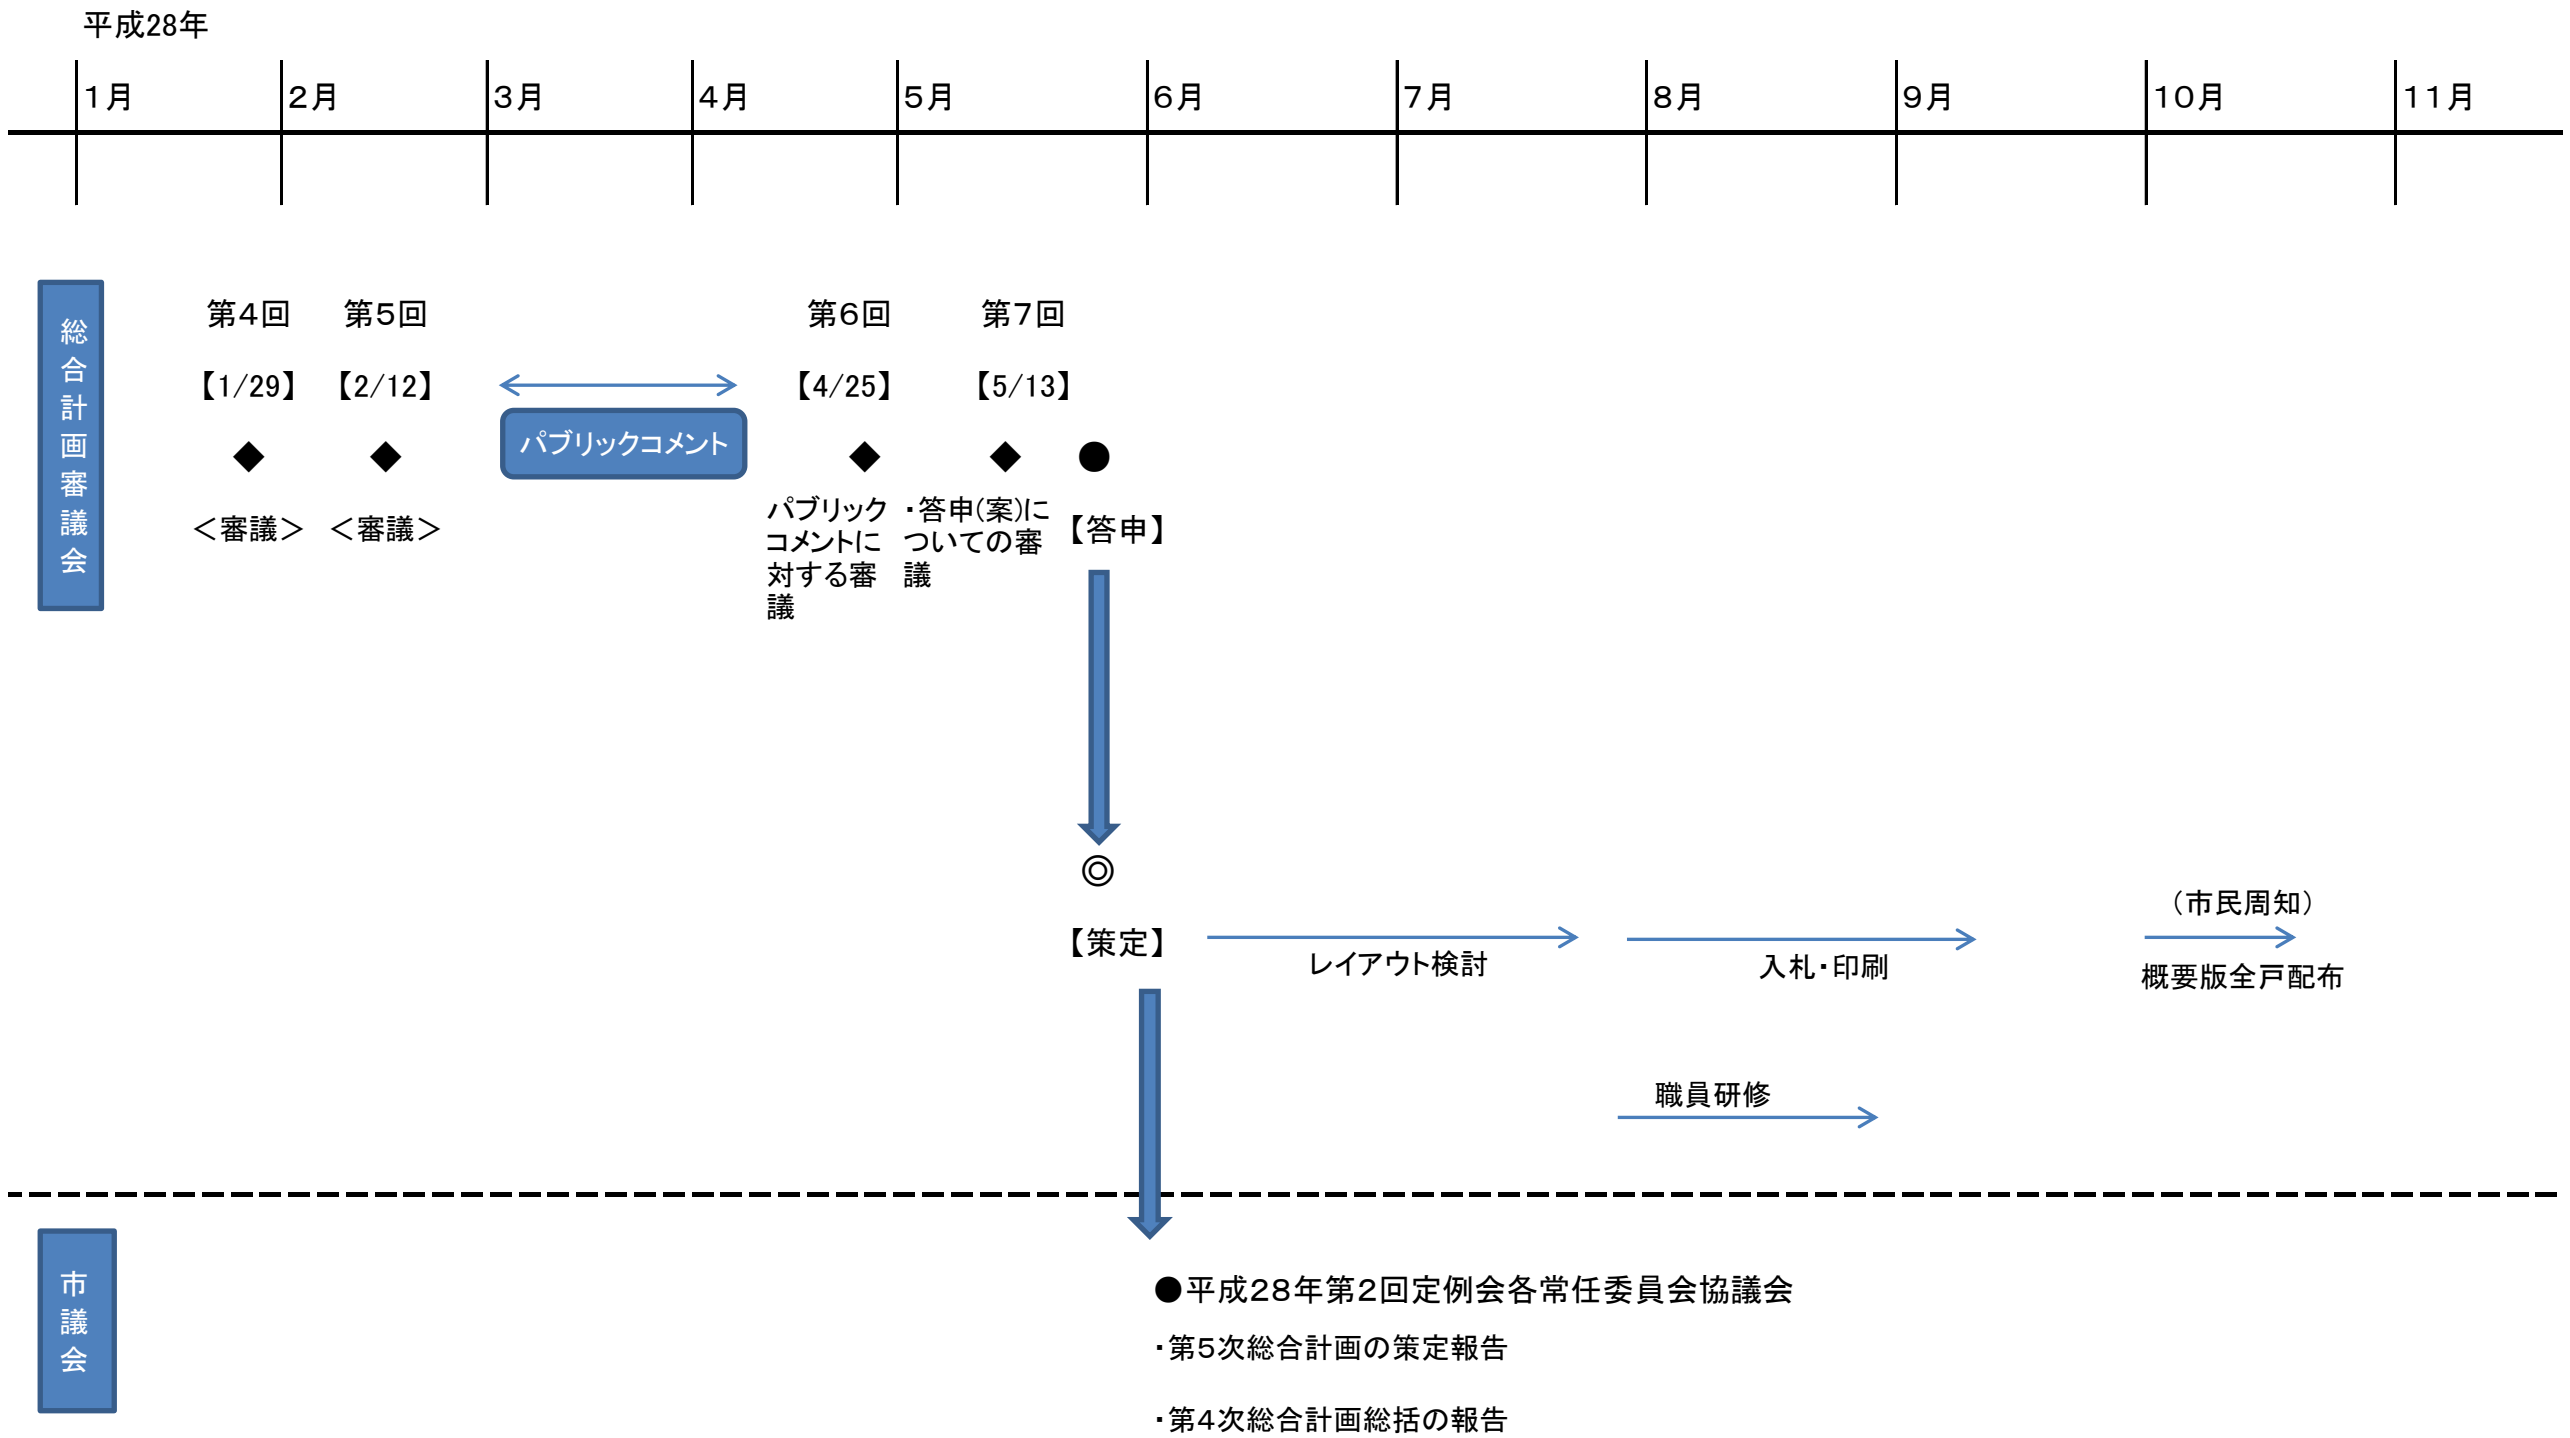 平成28年
1月 2月 3月 4月 5月 6月 7月 8月 9月 10月 11月
総合計画審議会
第4回 第5回 第6回 第7回
【1/29】 【2/12】 【4/25】 【5/13】
パブリックコメント
◆ ◆ ◆ ◆ ●
＜審議＞ ＜審議＞
パブリック
コメントに
対する審
議
・答申(案)に
ついての審
議
【答申】
◎
【策定】
レイアウト検討
入札・印刷
（市民周知）
概要版全戸配布
職員研修
市議会
●平成28年第2回定例会各常任委員会協議会
・第5次総合計画の策定報告
・第4次総合計画総括の報告